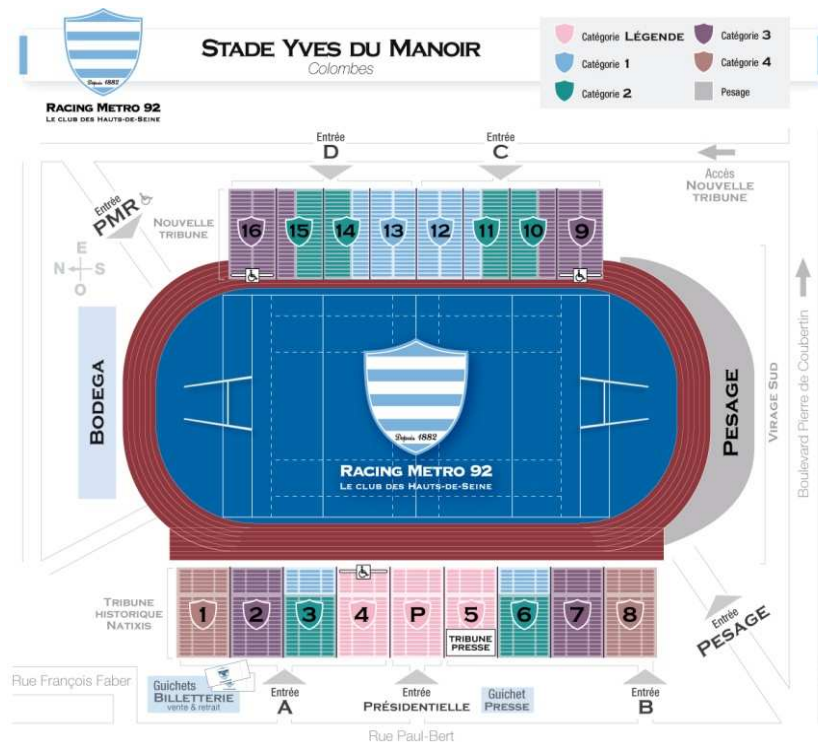 STADE YVES DU MANOIR
Colombes
Depuis 1882
RACING METRO 92
LE CLUB DES HAUTS-DE-SEINE
Catégorie LÉGENDE
Catégorie 1
Catégorie 2
Catégorie 3
Catégorie 4
Pesage
Entrée
D
Entrée
C
Accès
NOUVELLE
TRIBUNE
Entrée
PMR
NOUVELLE
TRIBUNE
16
15
14
13
12
11
10
9
E
N S
O
BODEGA
Depuis 1882
RACING METRO 92
LE CLUB DES HAUTS-DE-SEINE
PESAGE
VIRAGE SUD
Boulevard Pierre de Coubertin
TRIBUNE
HISTORIQUE
NATIXIS
1
2
3
4
P
5
6
7
8
TRIBUNE
PRESSE
Entrée
PESAGE
Rue François Faber
Guichets
BILLETTERIE
vente & retrait
Entrée
A
Entrée
PRÉSIDENTIELLE
Guichet
PRESSE
Entrée
B
Rue Paul-Bert